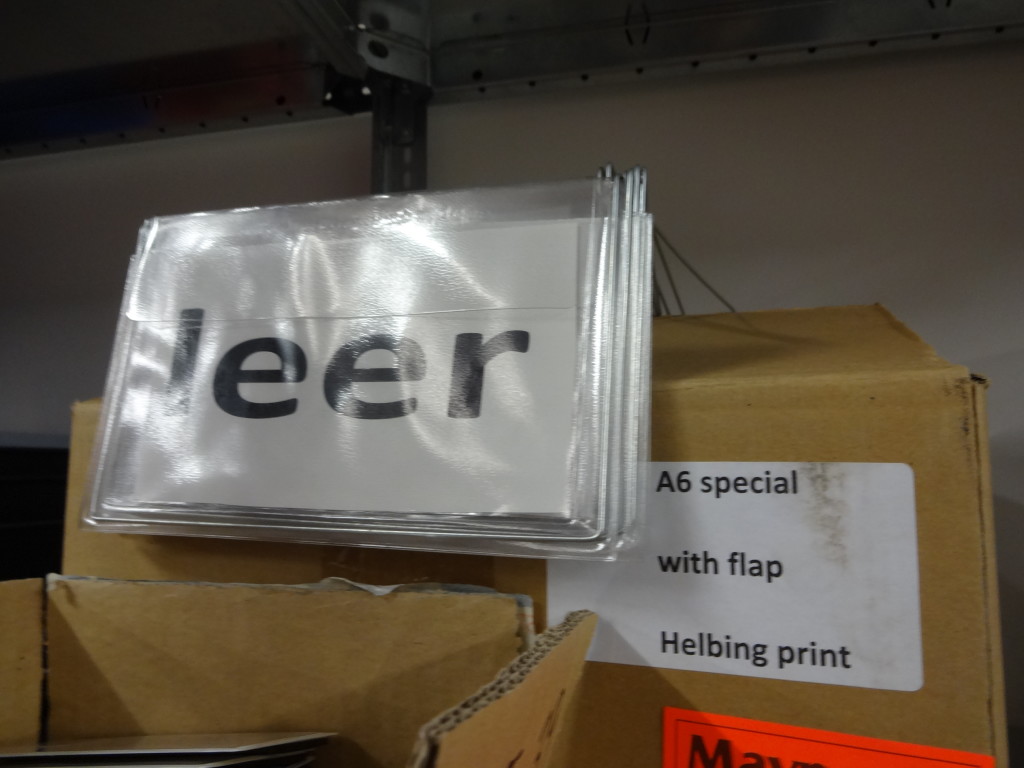 leer
A6 special
with flap
Helbing print